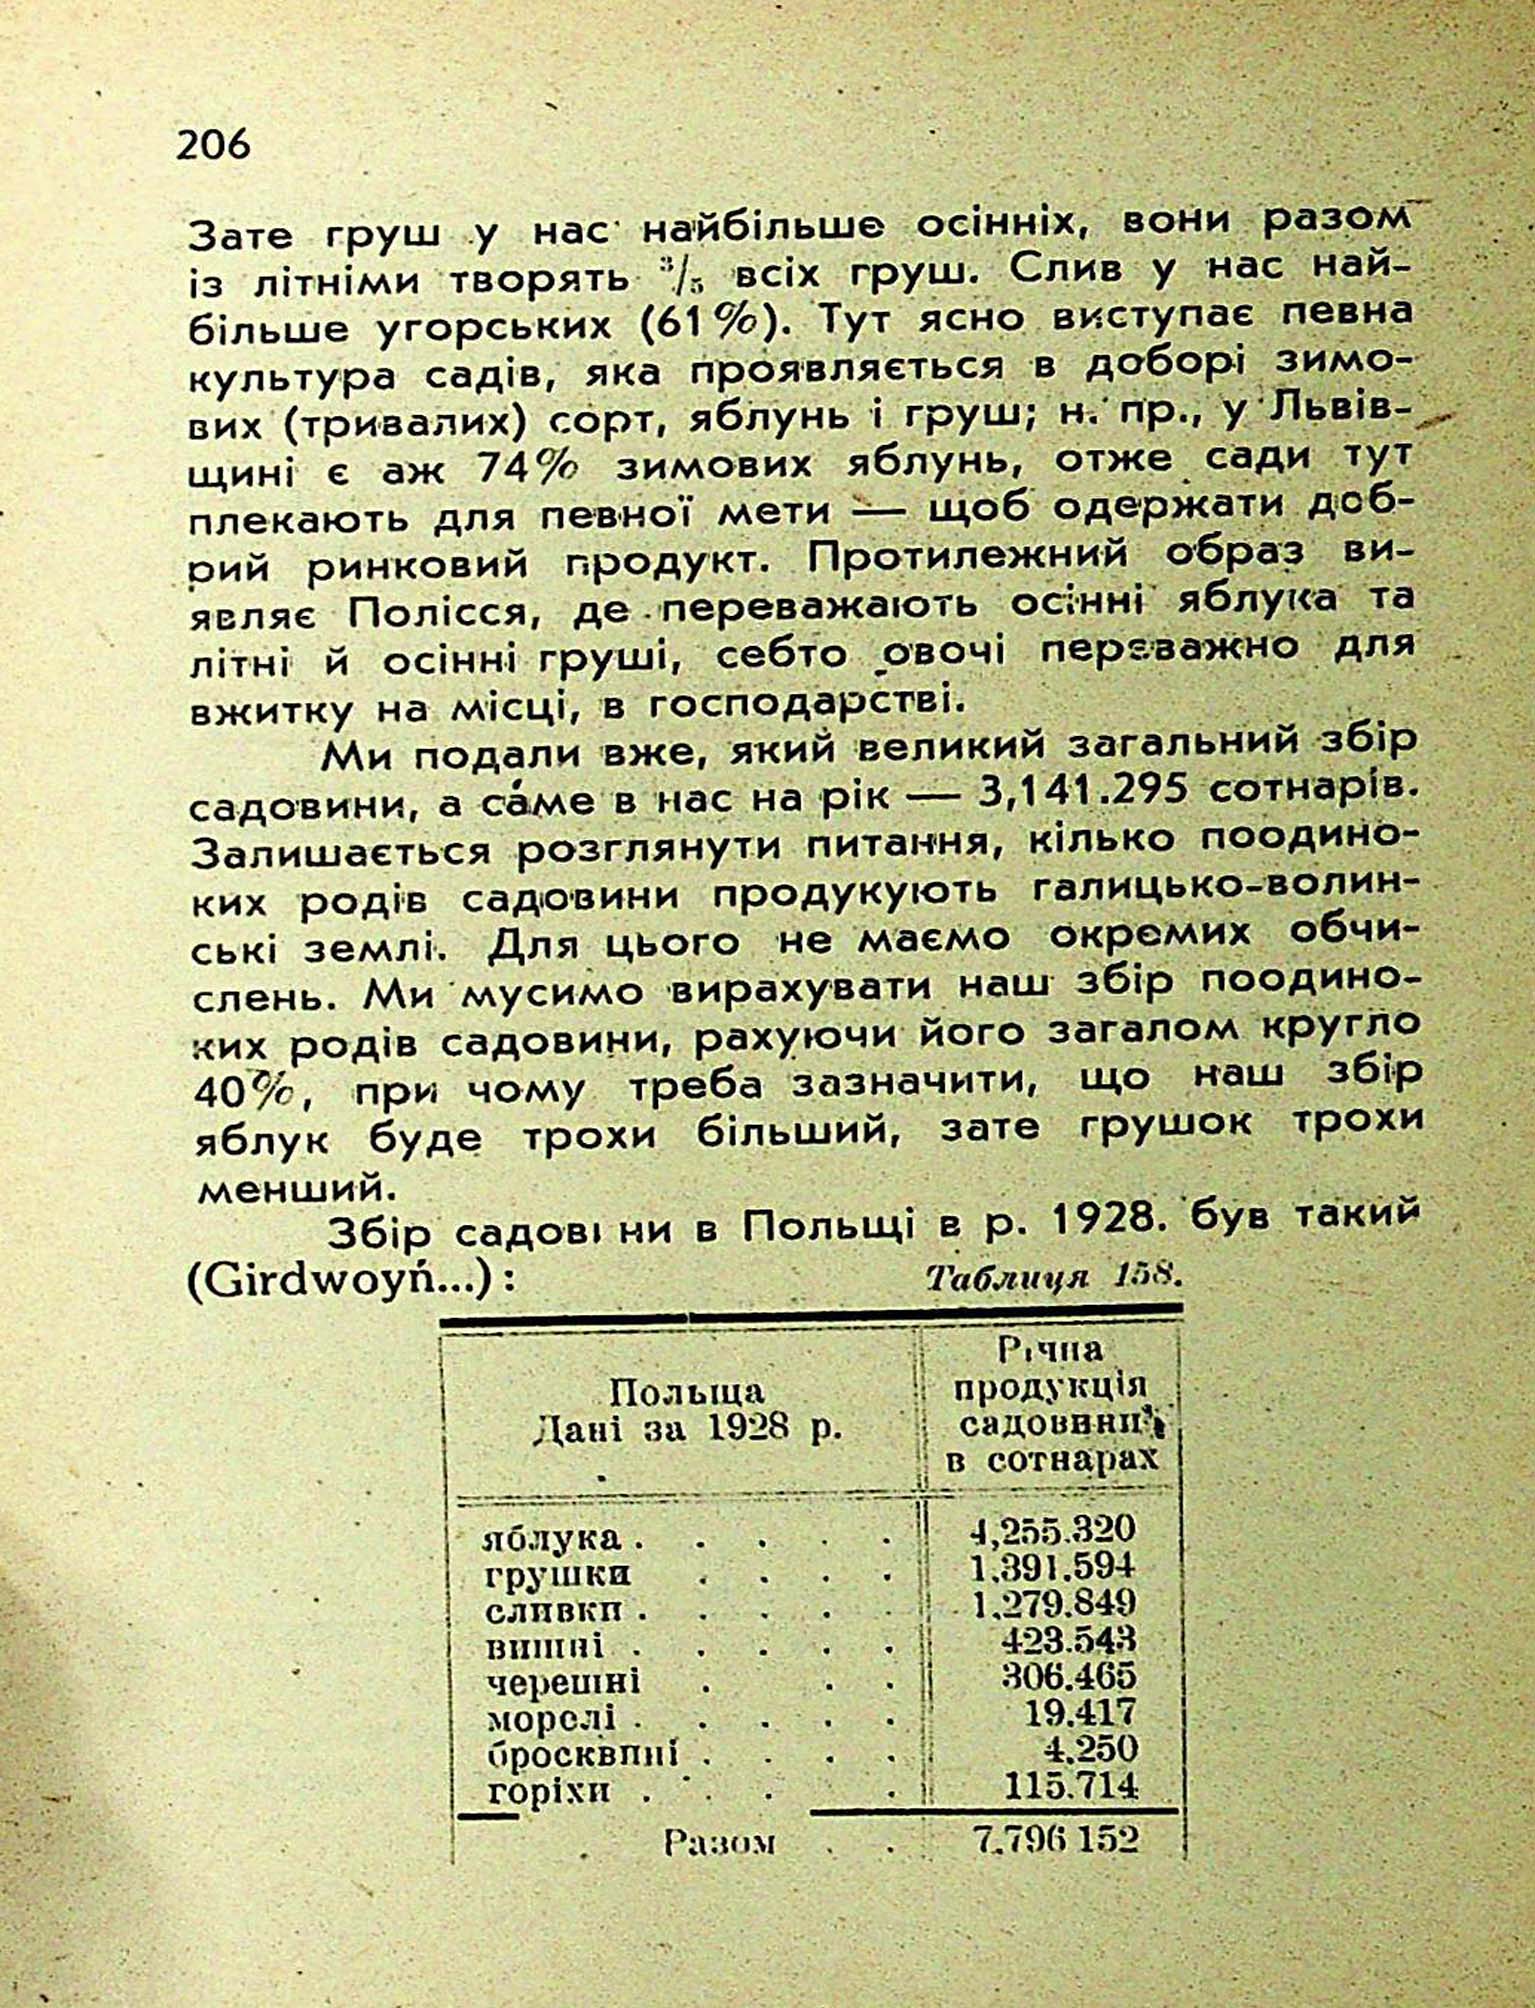 206
Зате груш у нас найбільше осінніх, вони разом
із літніми творять ³/₅ всіх груш. Слив у нас най-
більше угорських (61%). Тут ясно виступає певна
культура садів, яка проявляється в доборі зимо-
вих (тривалих) сорт, яблунь і груш; н. пр., у Львів-
щині є аж 74% зимових яблунь, отже сади тут
плекають для певної мети — щоб одержати доб-
рий ринковий продукт. Протилежний образ ви-
являє Полісся, де переважають осінні яблука та
літні й осінні груші, себто овочі переважно для
вжитку на місці, в господарстві.
Ми подали вже, який великий загальний збір
садовини, а са́ме в нас на рік — 3,141.295 сотнарів.
Залишається розглянути питання, кілько поодино-
ких родів садовини продукують галицько-волин-
ські землі. Для цього не маємо окремих обчи-
слень. Ми мусимо вирахувати наш збір поодино-
ких родів садовини, рахуючи його загалом кругло
40%, при чому треба зазначити, що наш збір
яблук буде трохи більший, зате грушок трохи
менший.
Збір садовини в Польщі в р. 1928. був такий
(Girdwoyń...):
Таблиця 158.
Польща
Дані за 1928 р.
Річна
продукція
садовини
в сотнарах
яблука . . . . . 4,255.320
грушки . . . . 1.391.594
сливки . . . . 1.279.849
вишні . . . . . 423.543
черешні . . . 306.465
морелі . . . . . 19.417
бросквині . . . . 4.250
горіхи . . . . 115.714
Разом . . 7.796 152